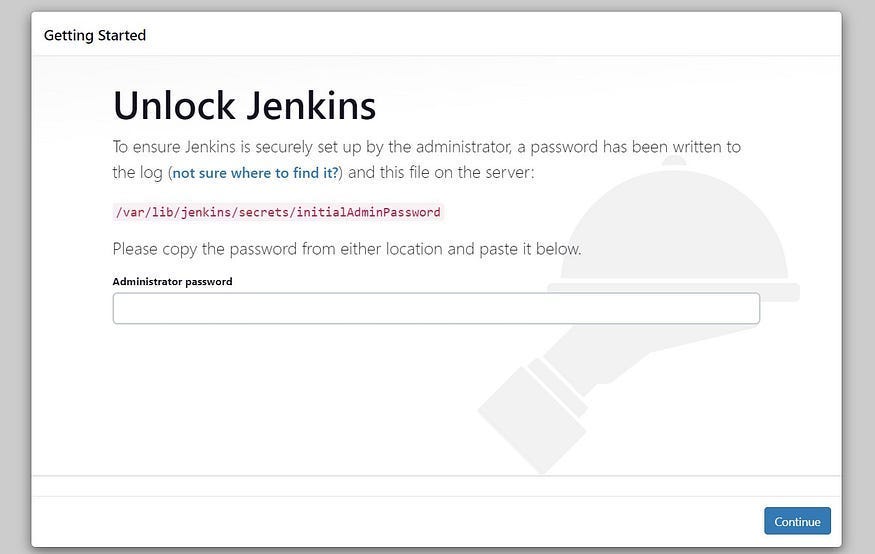 Getting Started
Unlock Jenkins
To ensure Jenkins is securely set up by the administrator, a password has been written to
the log (not sure where to find it?) and this file on the server:
/var/lib/jenkins/secrets/initialAdminPassword
Please copy the password from either location and paste it below.
Administrator password
Continue